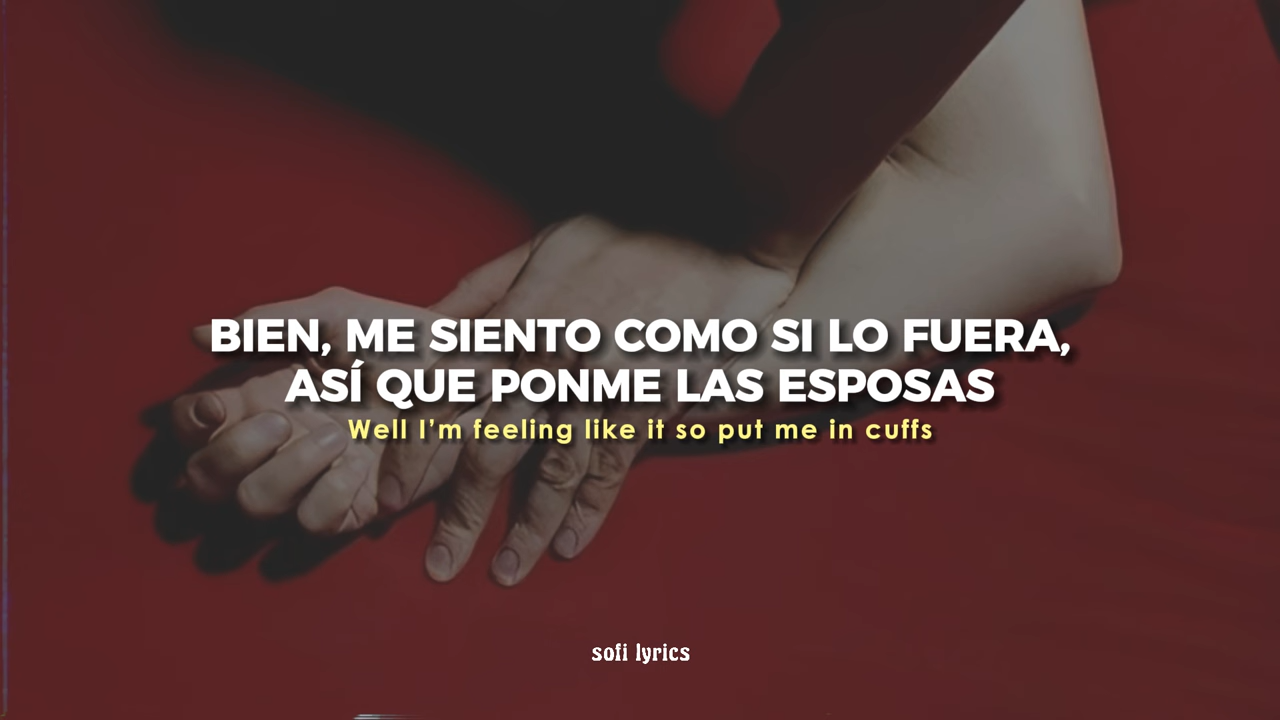 BIEN, ME SIENTO COMO SI LO FUERA,
ASÍ QUE PONME LAS ESPOSAS
Well I'm feeling like it so put me in cuffs
sofi lyrics